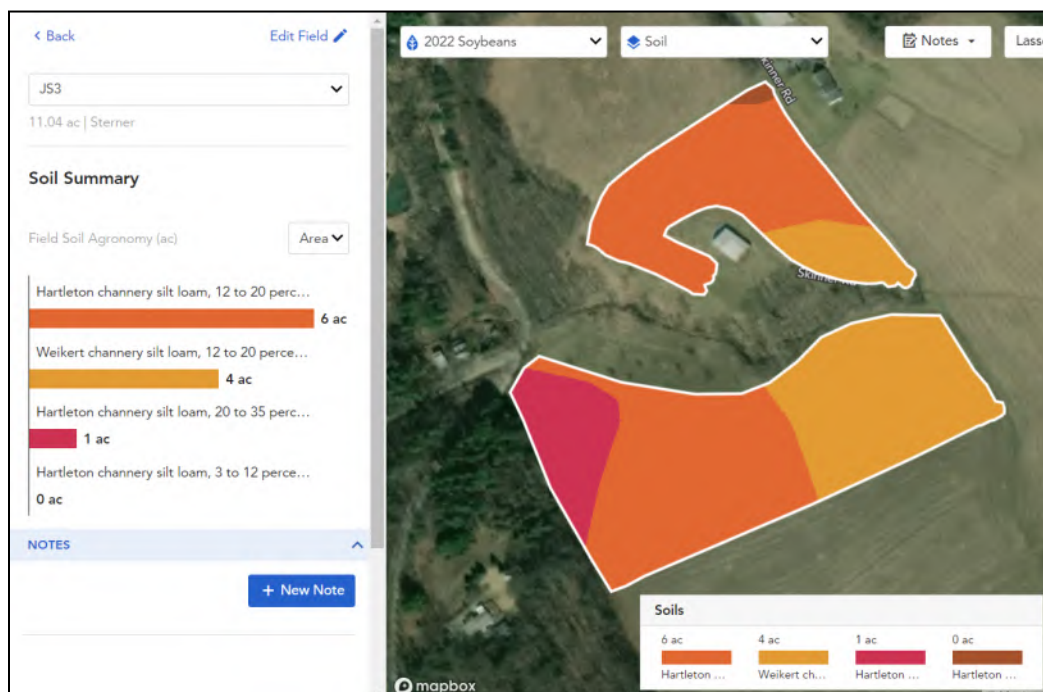 Back
Edit Field
JS3
11.04 ac | Sterner
Soil Summary
Field Soil Agronomy (ac)
Area
Hartleton channery silt loam, 12 to 20 perc...
6 ac
Weikert channery silt loam, 12 to 20 perce...
4 ac
Hartleton channery silt loam, 20 to 35 perc...
1 ac
Hartleton channery silt loam, 3 to 12 perce...
0 ac
NOTES
+ New Note
2022 Soybeans
Soil
Notes
Lass
kinner Rd
Skinner Rd
Soils
6 ac
4 ac
1 ac
0 ac
Hartleton ...
Weikert ch...
Hartleton ...
Hartleton ...
mapbox